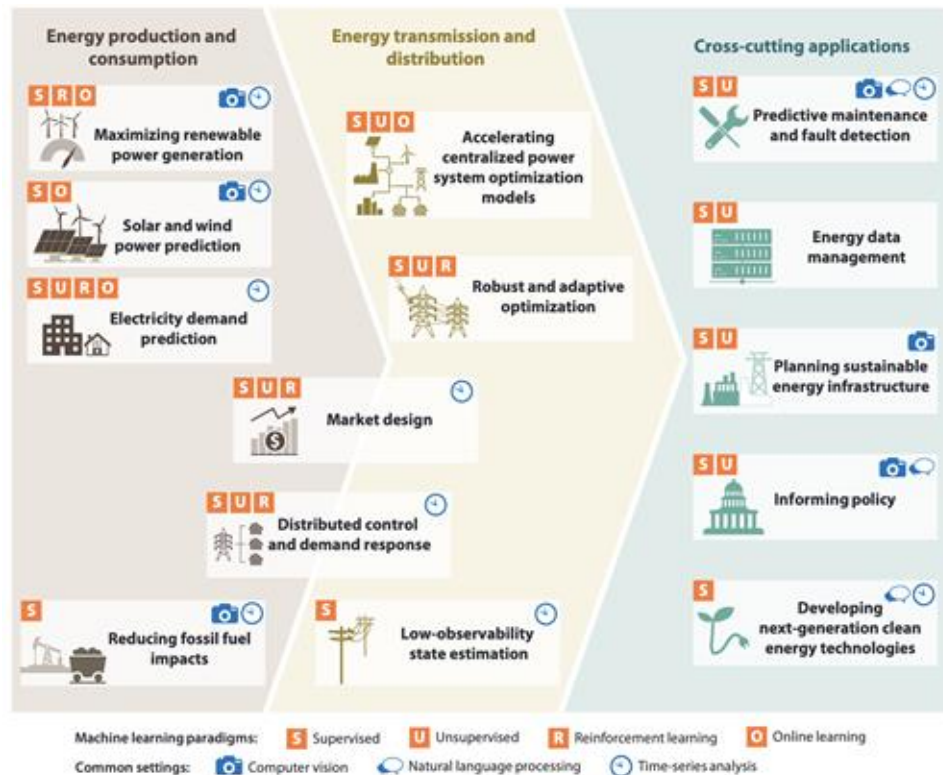 Energy production and
consumption
S R O
Maximizing renewable
power generation
S O
Solar and wind
power prediction
S U R O
Electricity demand
prediction
Energy transmission and
distribution
S U O
Accelerating
centralized power
system optimization
models
S U R
Robust and adaptive
optimization
S U R
Market design
$
S U R
Distributed control
and demand response
S
Reducing fossil fuel
impacts
S
Low-observability
state estimation
Cross-cutting applications
S U
Predictive maintenance
and fault detection
S U
Energy data
management
S U
Planning sustainable
energy infrastructure
S U
Informing policy
S
Developing
next-generation clean
energy technologies
Machine learning paradigms: S Supervised U Unsupervised R Reinforcement learning O Online learning
Common settings: Computer vision Natural language processing Time-series analysis